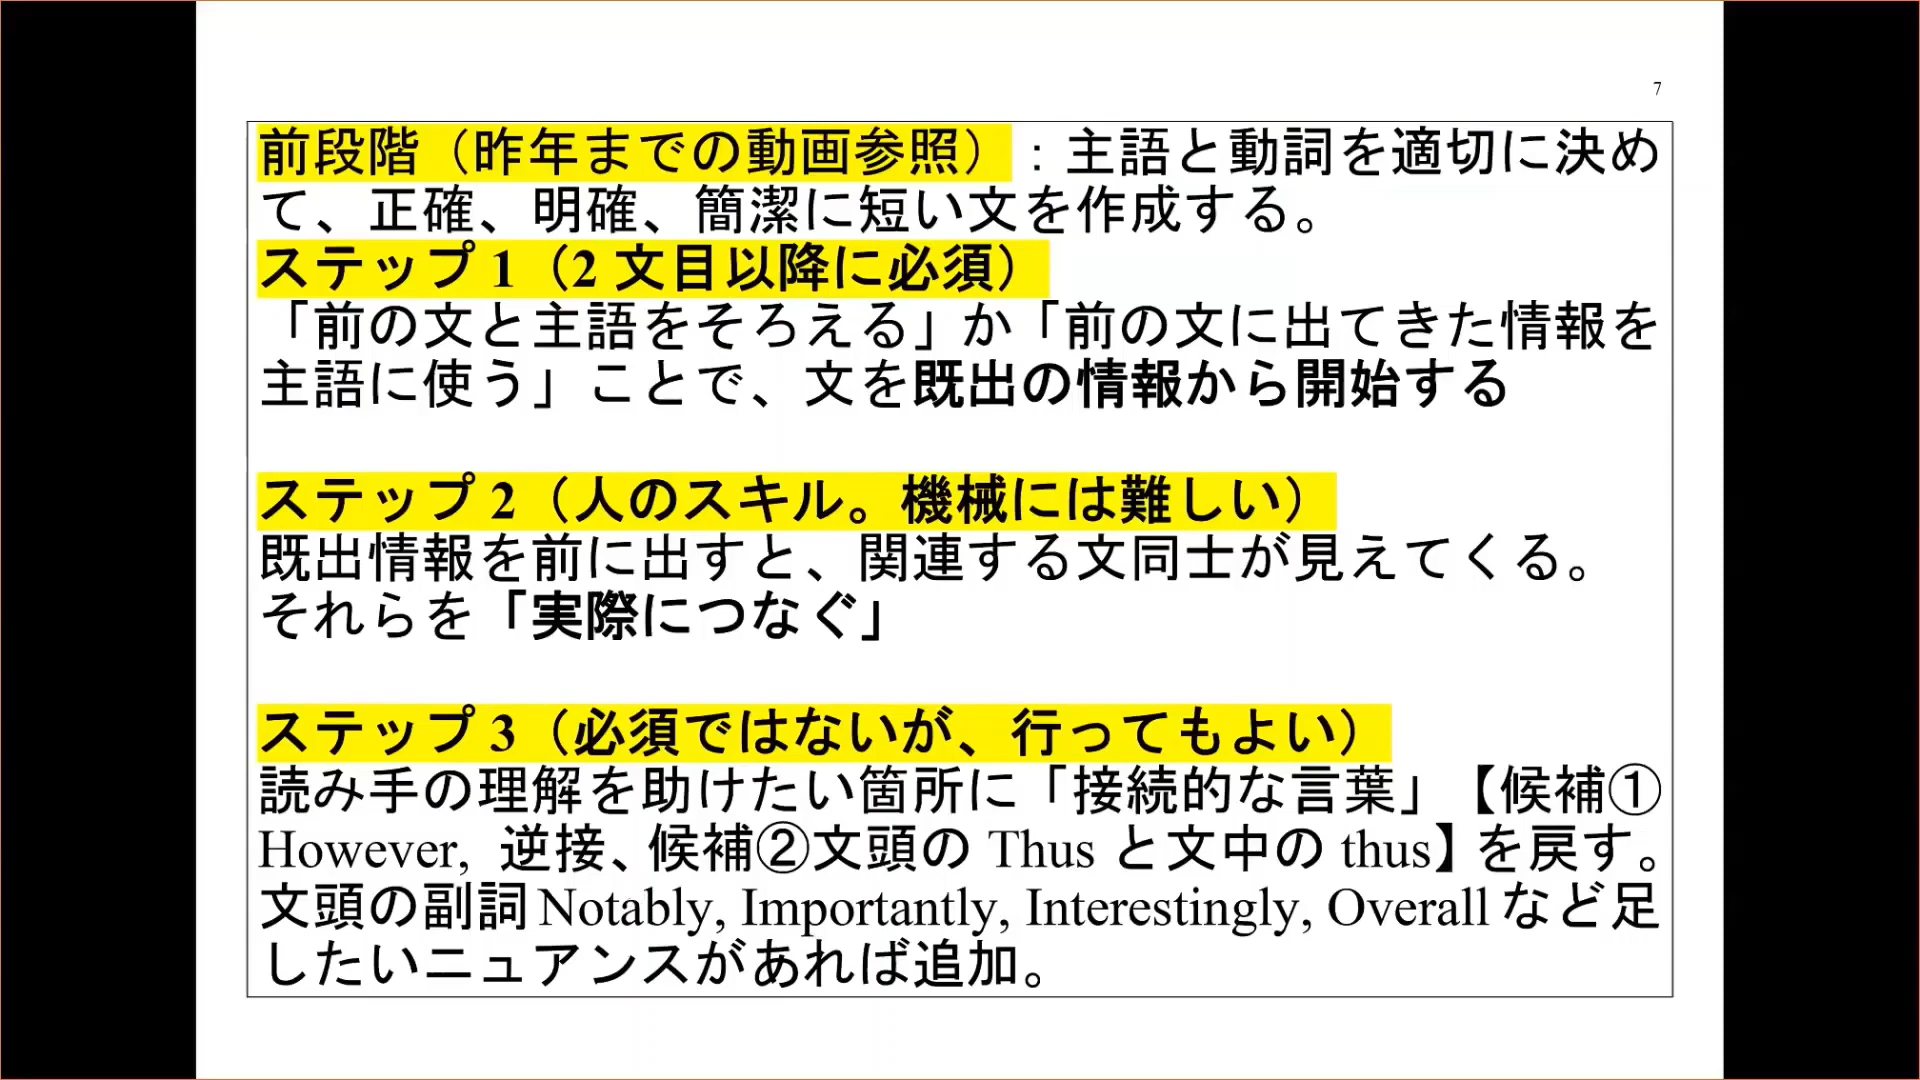 7
前段階（昨年までの動画参照）：主語と動詞を適切に決め
て、正確、明確、簡潔に短い文を作成する。
ステップ 1（2 文目以降に必須）
「前の文と主語をそろえる」か「前の文に出てきた情報を
主語に使う」ことで、文を既出の情報から開始する
ステップ 2（人のスキル。機械には難しい）
既出情報を前に出すと、関連する文同士が見えてくる。
それらを「実際につなぐ」
ステップ 3（必須ではないが、行ってもよい）
読み手の理解を助けたい箇所に「接続的な言葉」【候補①
However, 逆接、候補②文頭の Thus と文中の thus】を戻す。
文頭の副詞 Notably, Importantly, Interestingly, Overall など足
したいニュアンスがあれば追加。